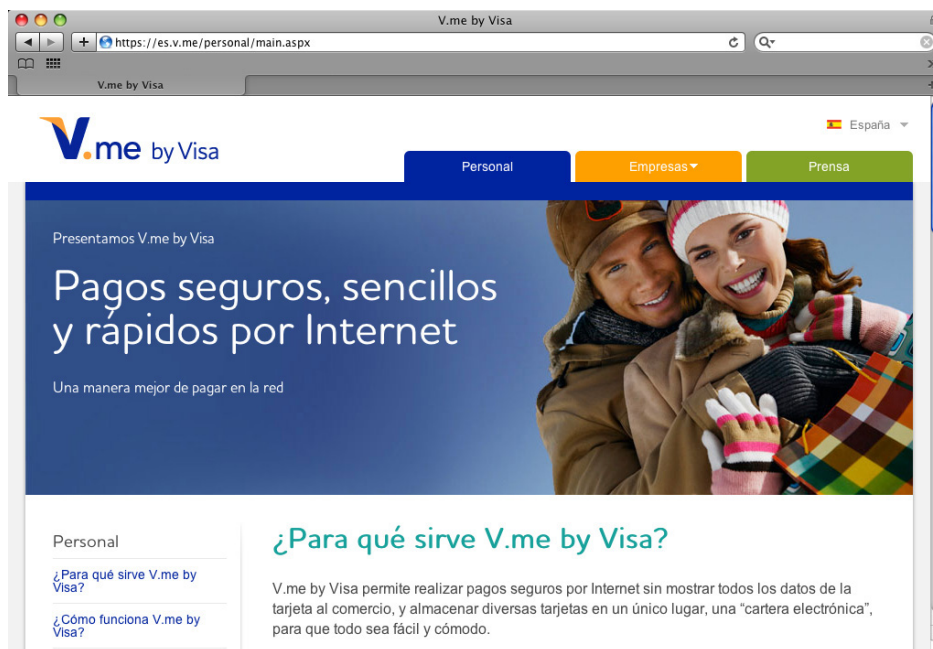 V.me by Visa
https://es.v.me/personal/main.aspx
V.me by Visa
V.me by Visa
España
Personal
Empresas
Prensa
Presentamos V.me by Visa
Pagos seguros, sencillos
y rápidos por Internet
Una manera mejor de pagar en la red
Personal
¿Para qué sirve V.me by
Visa?
¿Cómo funciona V.me by
Visa?
¿Para qué sirve V.me by Visa?
V.me by Visa permite realizar pagos seguros por Internet sin mostrar todos los datos de la
tarjeta al comercio, y almacenar diversas tarjetas en un único lugar, una “cartera electrónica”,
para que todo sea fácil y cómodo.